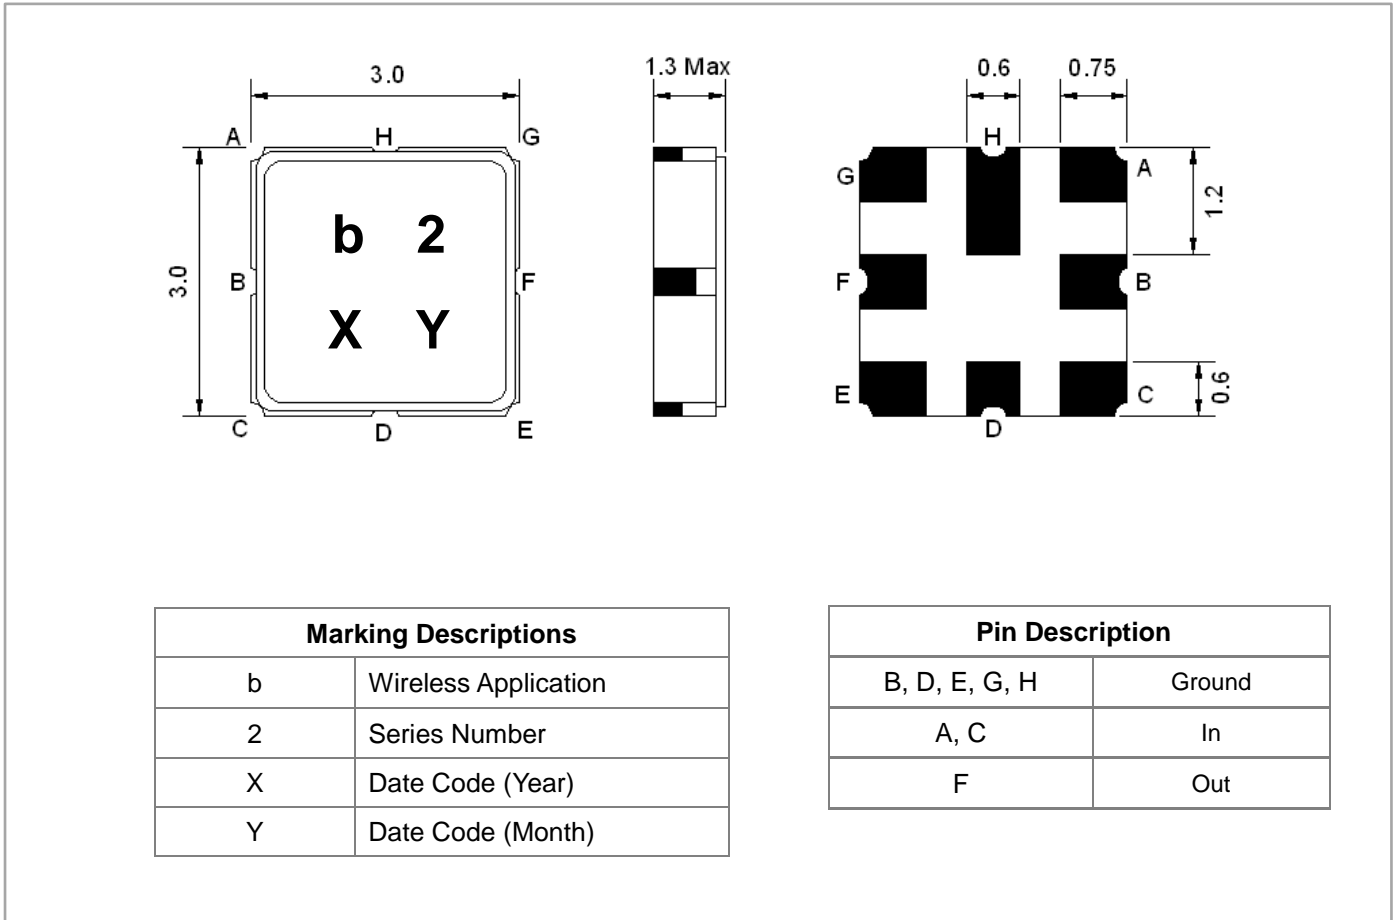 3.0
1.3 Max
0.6 0.75
A H G
H
G A
b 2
1.2
3.0
B F
F B
X Y
E C
0.6
C D E
D
Marking Descriptions
b Wireless Application
2 Series Number
X Date Code (Year)
Y Date Code (Month)
Pin Description
B, D, E, G, H Ground
A, C In
F Out